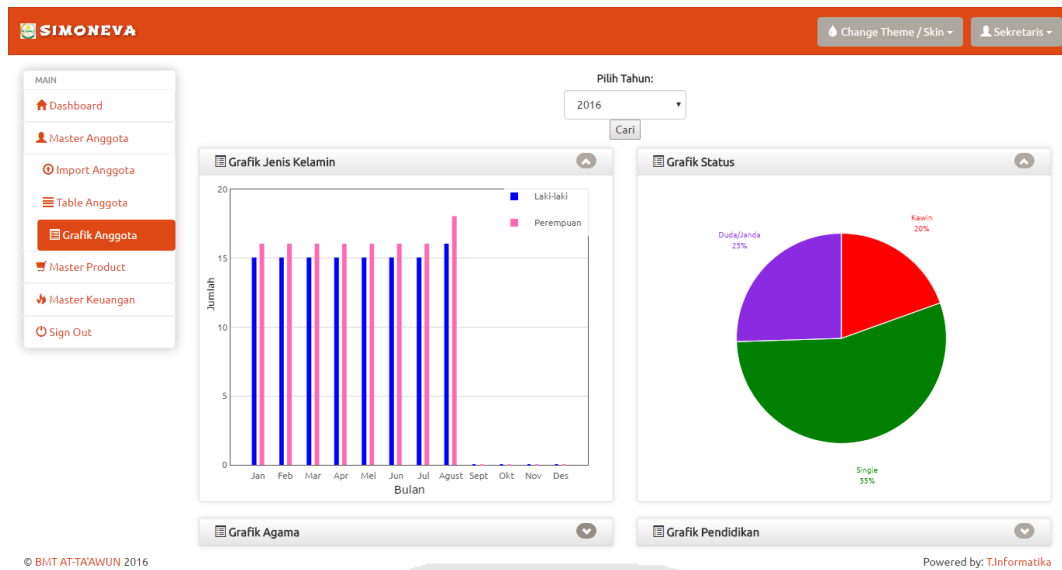 SIMONEVA
Change Theme / Skin
Sekretaris
MAIN
Dashboard
Master Anggota
Import Anggota
Table Anggota
Grafik Anggota
Master Product
Master Keuangan
Sign Out
Pilih Tahun:
2016
Cari
Grafik Jenis Kelamin
20
15
10
5
0
Jumlah
Laki-laki
Perempuan
Jan Feb Mar Apr Mei Jun Jul Agust Sept Okt Nov Des
Bulan
Grafik Status
Kawin
20%
Duda/Janda
25%
Single
55%
Grafik Agama
Grafik Pendidikan
© BMT AT-TA'AWUN 2016
Powered by: T.Informatika